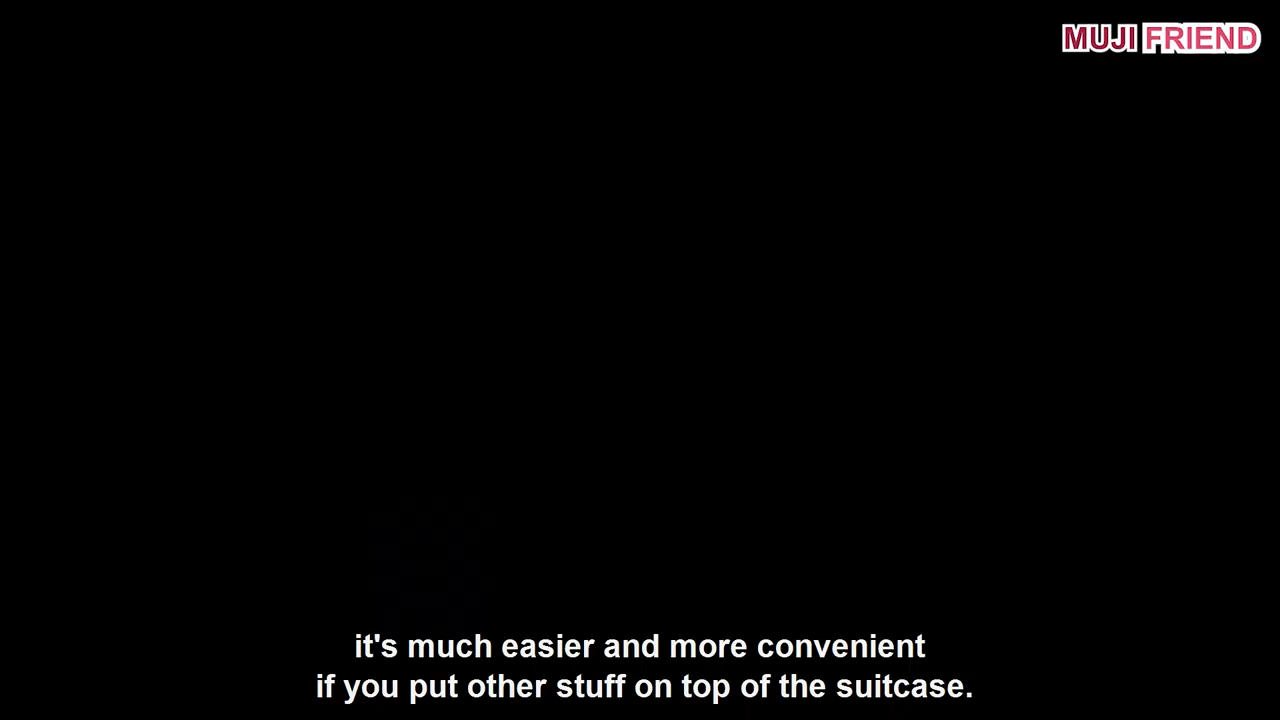 MUJI FRIEND
it's much easier and more convenient
if you put other stuff on top of the suitcase.